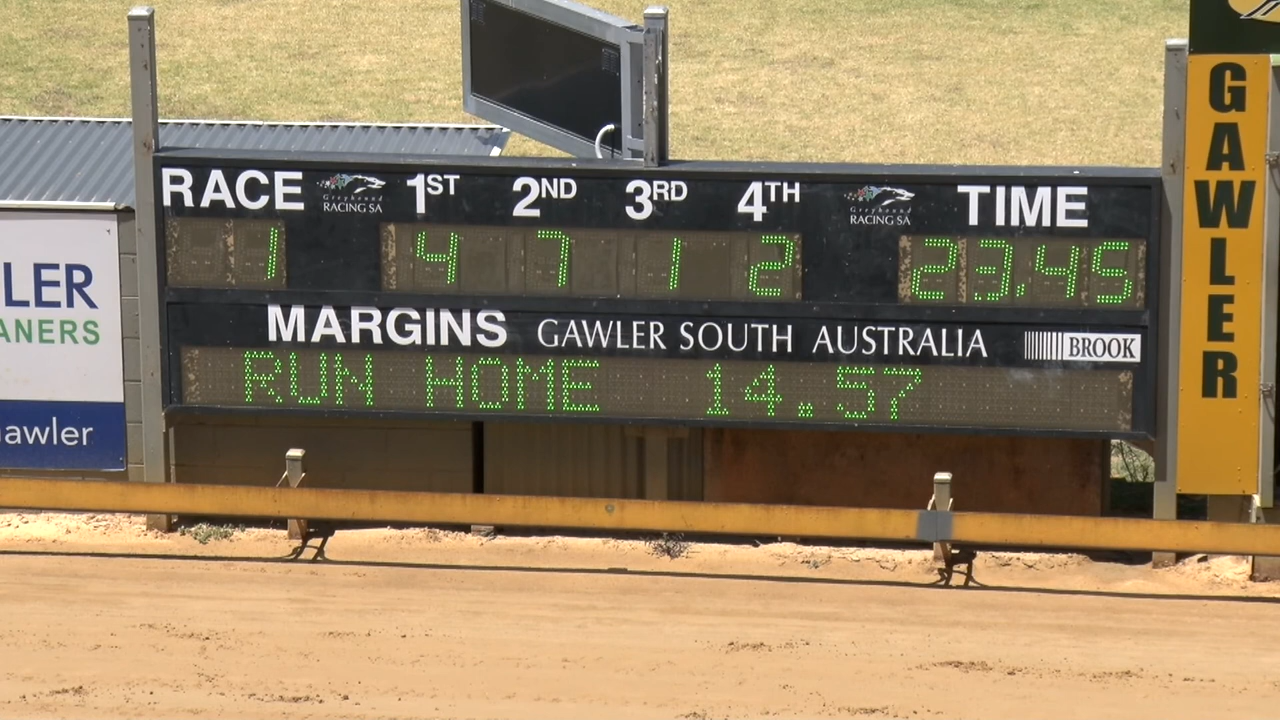 GAWLER
RACE Greyhound RACING SA 1ST 2ND 3RD 4TH Greyhound RACING SA TIME
1 4 7 1 2 23.45
MARGINS GAWLER SOUTH AUSTRALIA BROOK
RUN HOME 14.57
LER
ANERS
awler